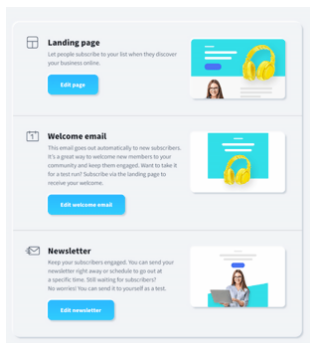 Landing page
Let people subscribe to your list when they discover
your business online.
Edit page
1
Welcome email
This email goes out automatically to new subscribers.
It's a great way to welcome new members to your
community and keep them engaged. Want to take it
for a test run? Subscribe via the landing page to
receive your welcome.
Edit welcome email
Newsletter
Keep your subscribers engaged. You can send your
newsletter right away or schedule to go out at
a specific time. Still waiting for subscribers?
No worries! You can send it to yourself as a test.
Edit newsletter